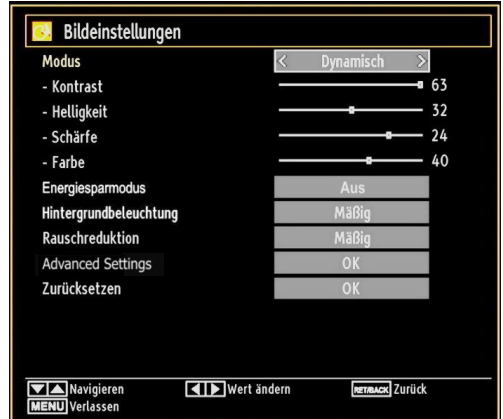 Bildeinstellungen
Modus < Dynamisch >
- Kontrast 63
- Helligkeit 32
- Schärfe 24
- Farbe 40
Energiesparmodus Aus
Hintergrundbeleuchtung Mäßig
Rauschreduktion Mäßig
Advanced Settings OK
Zurücksetzen OK
Navigieren Wert ändern RET/BACK Zurück
MENU Verlassen